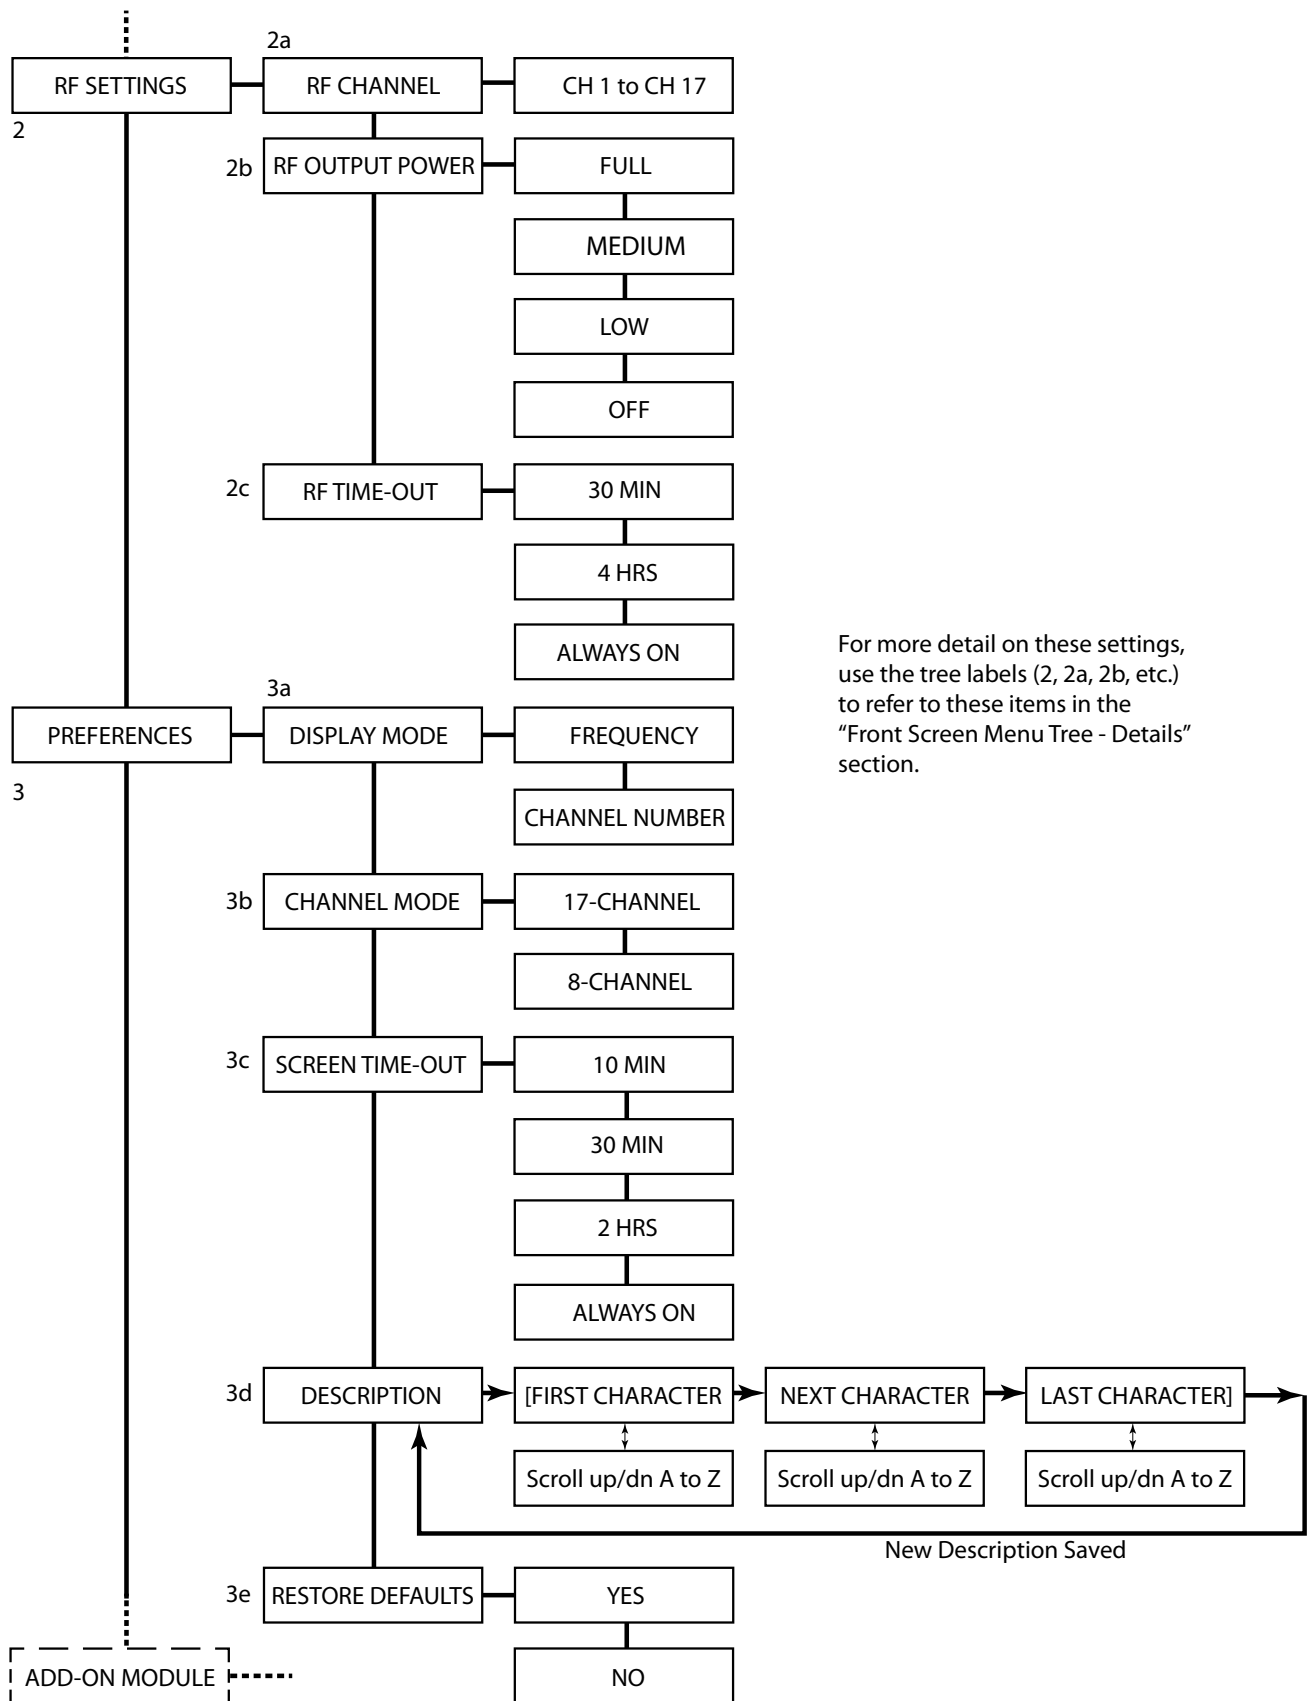 2a
RF SETTINGS
RF CHANNEL
CH 1 to CH 17
2
2b
RF OUTPUT POWER
FULL
MEDIUM
LOW
OFF
2c
RF TIME-OUT
30 MIN
4 HRS
ALWAYS ON
For more detail on these settings,
use the tree labels (2, 2a, 2b, etc.)
to refer to these items in the
“Front Screen Menu Tree - Details”
section.
3a
PREFERENCES
DISPLAY MODE
FREQUENCY
3
CHANNEL NUMBER
3b
CHANNEL MODE
17-CHANNEL
8-CHANNEL
3c
SCREEN TIME-OUT
10 MIN
30 MIN
2 HRS
ALWAYS ON
3d
DESCRIPTION
[FIRST CHARACTER
NEXT CHARACTER
LAST CHARACTER]
Scroll up/dn A to Z
Scroll up/dn A to Z
Scroll up/dn A to Z
New Description Saved
3e
RESTORE DEFAULTS
YES
ADD-ON MODULE
NO